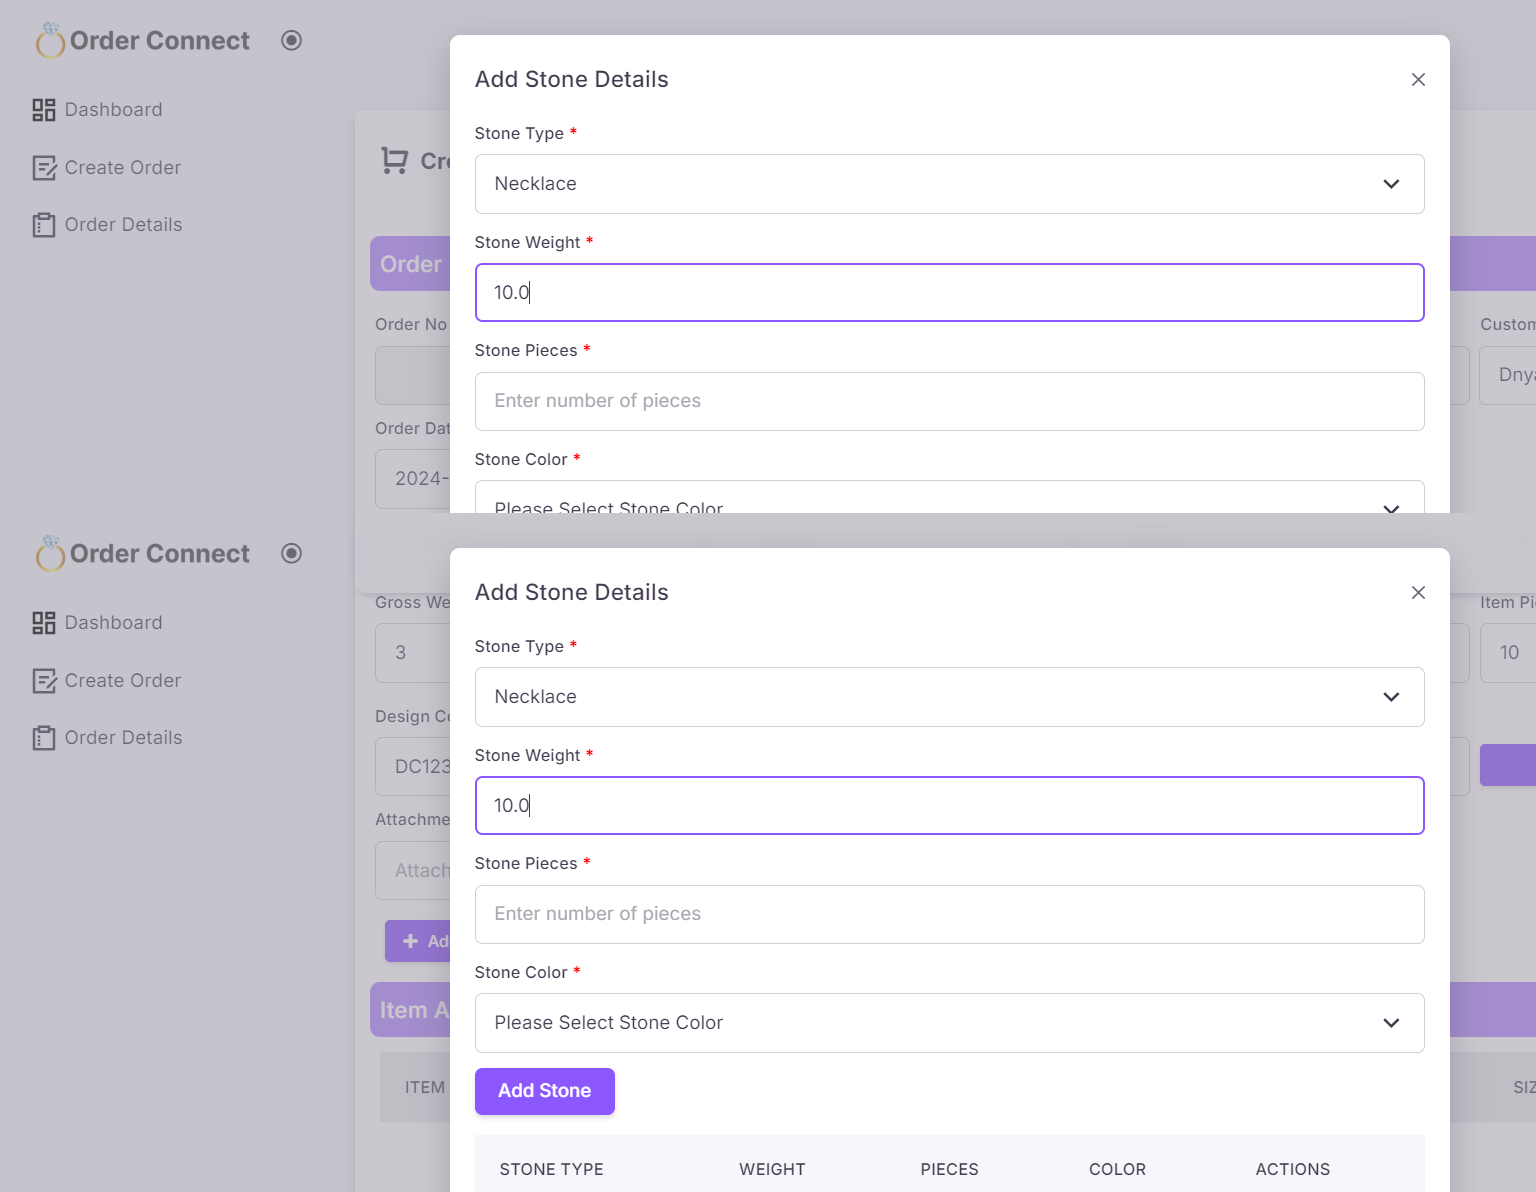 Order Connect
Add Stone Details
Dashboard
Stone Type *
Create Order
Necklace
Order Details
Stone Weight *
Order
10.0
Order No
Custom
Stone Pieces *
Enter number of pieces
Order Dat
Stone Color *
2024-
Please Select Stone Color
Order Connect
Add Stone Details
Gross We
Item Pi
Dashboard
Stone Type *
3
10
Create Order
Necklace
Design Co
Order Details
Stone Weight *
DC123
10.0
Attachme
Stone Pieces *
Attach
Enter number of pieces
+ Ad
Stone Color *
Item A
Please Select Stone Color
ITEM
Add Stone
SIZ
STONE TYPE WEIGHT PIECES COLOR ACTIONS